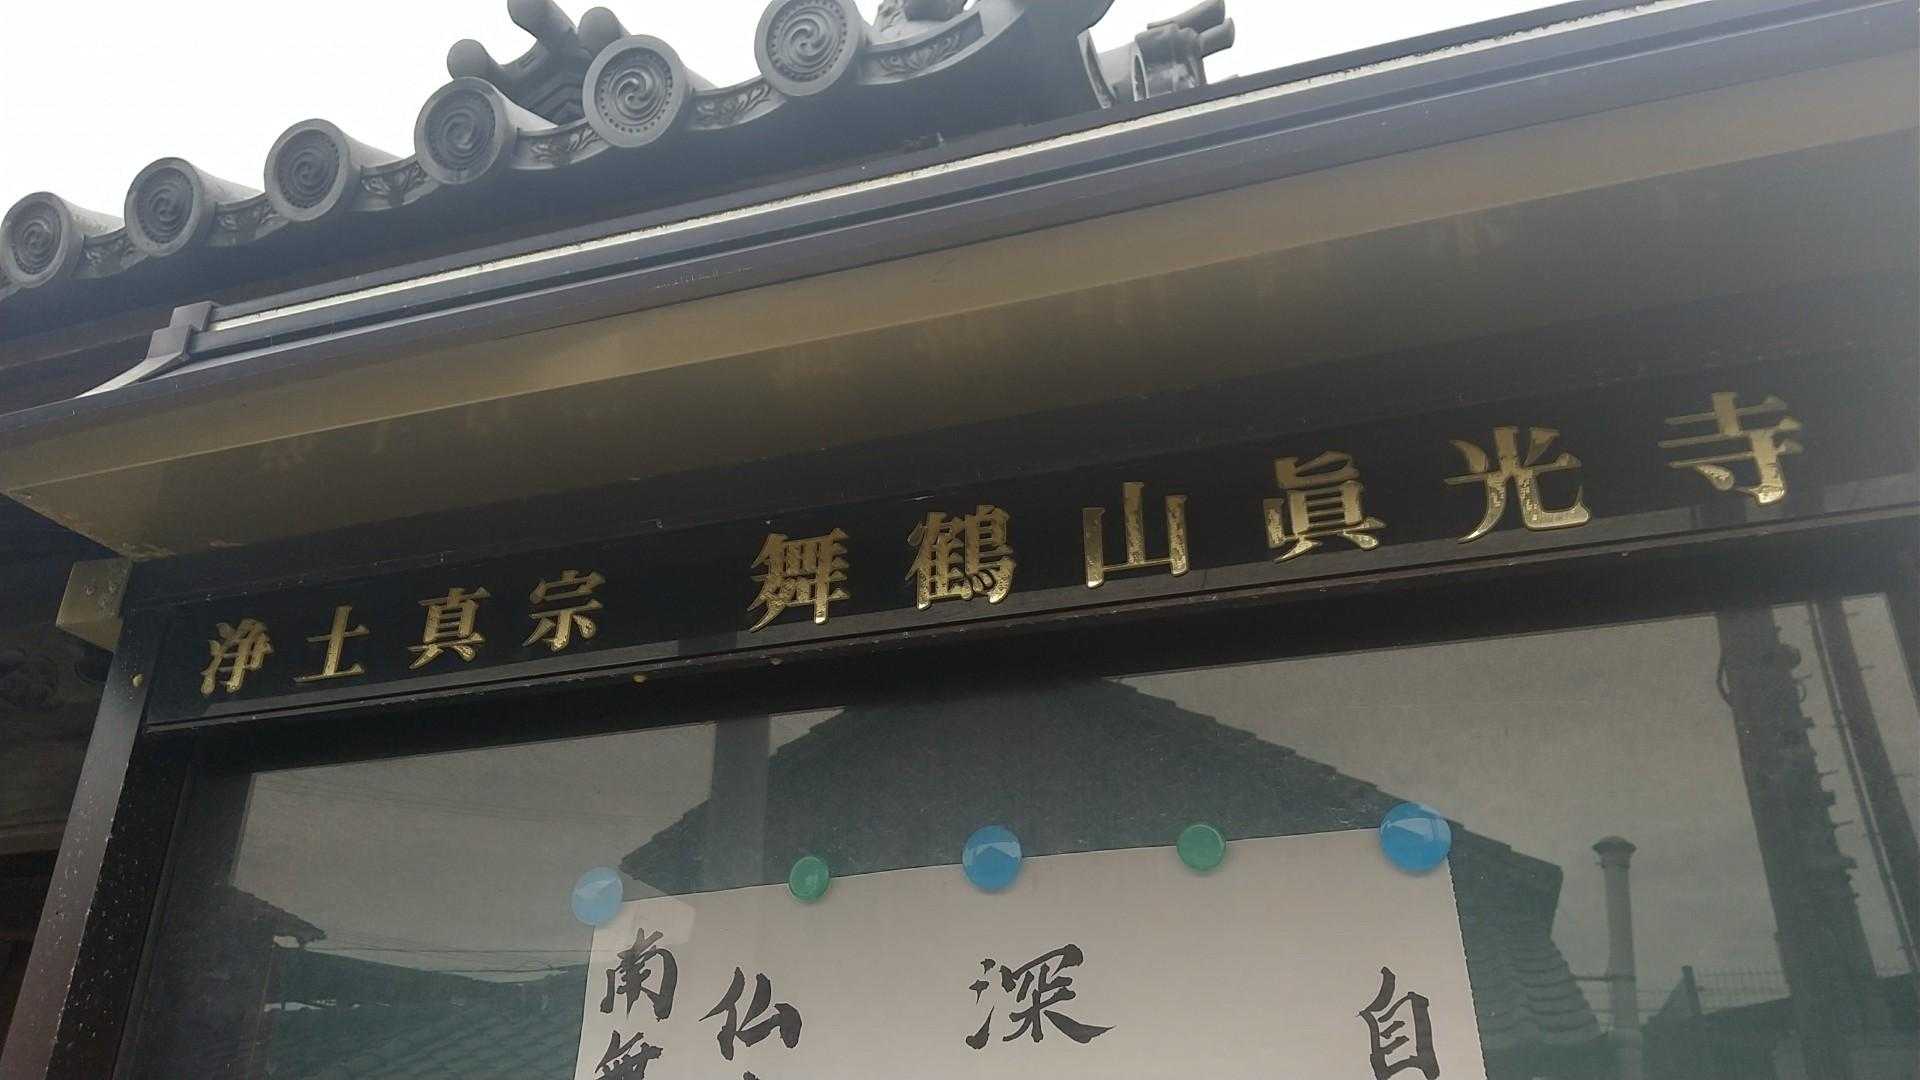 浄土真宗 舞鶴山眞光寺
自
深
仏
南無